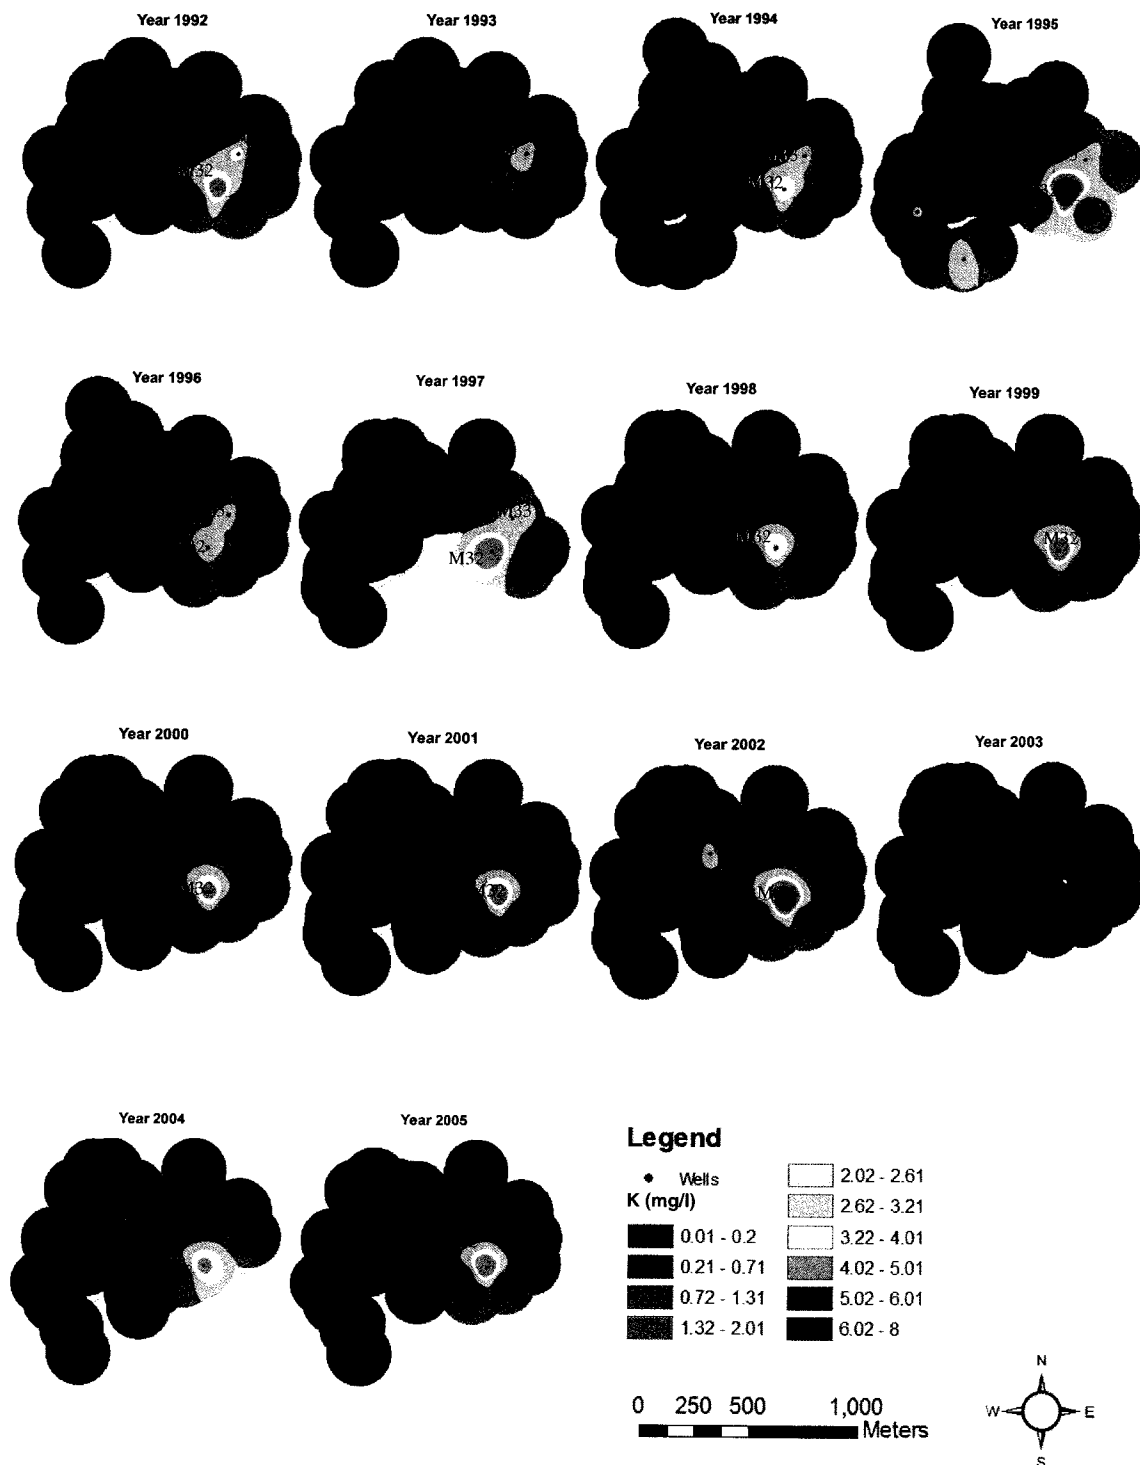 Year 1992
Year 1993
Year 1994
Year 1995
M32
Year 1996
Year 1997
Year 1998
Year 1999
M33
M32
M32
M32
Year 2000
Year 2001
Year 2002
Year 2003
M32
Year 2004
Year 2005
Legend
Wells
K (mg/l)
0.01 - 0.2
0.21 - 0.71
0.72 - 1.31
1.32 - 2.01
2.02 - 2.61
2.62 - 3.21
3.22 - 4.01
4.02 - 5.01
5.02 - 6.01
6.02 - 8
0 250 500 1,000
Meters
N
W E
S